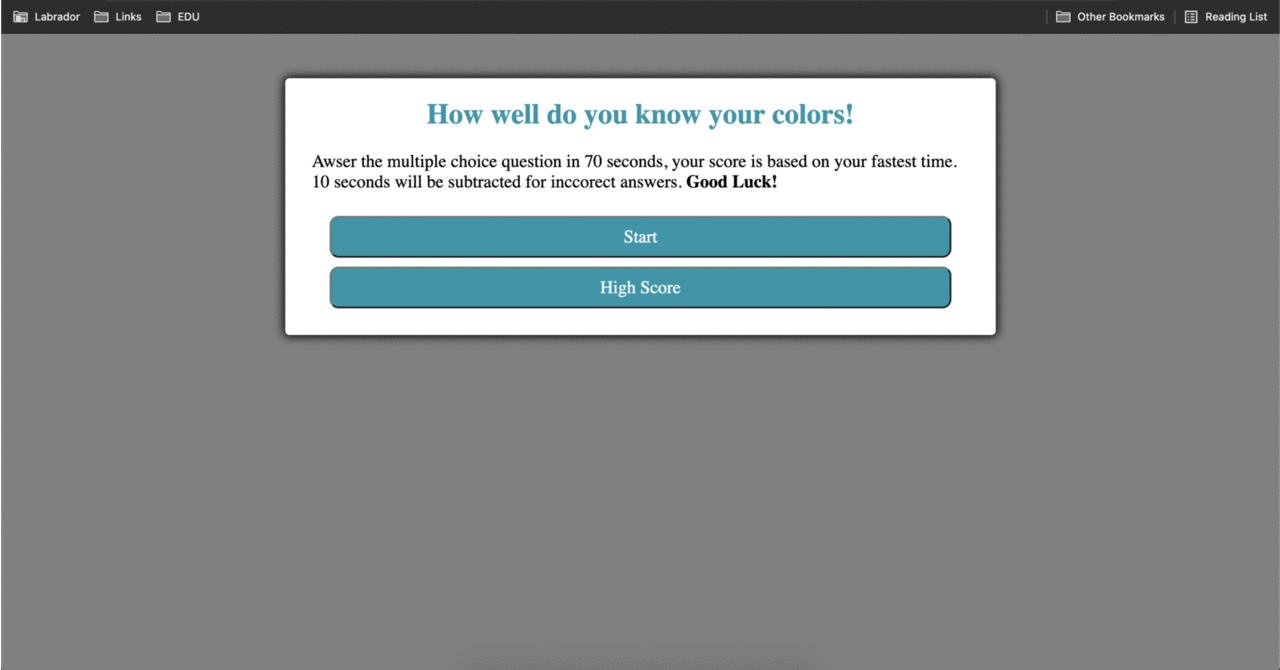 Labrador Links EDU Other Bookmarks Reading List
How well do you know your colors!
Awser the multiple choice question in 70 seconds, your score is based on your fastest time.
10 seconds will be subtracted for inccorect answers. Good Luck!
Start
High Score